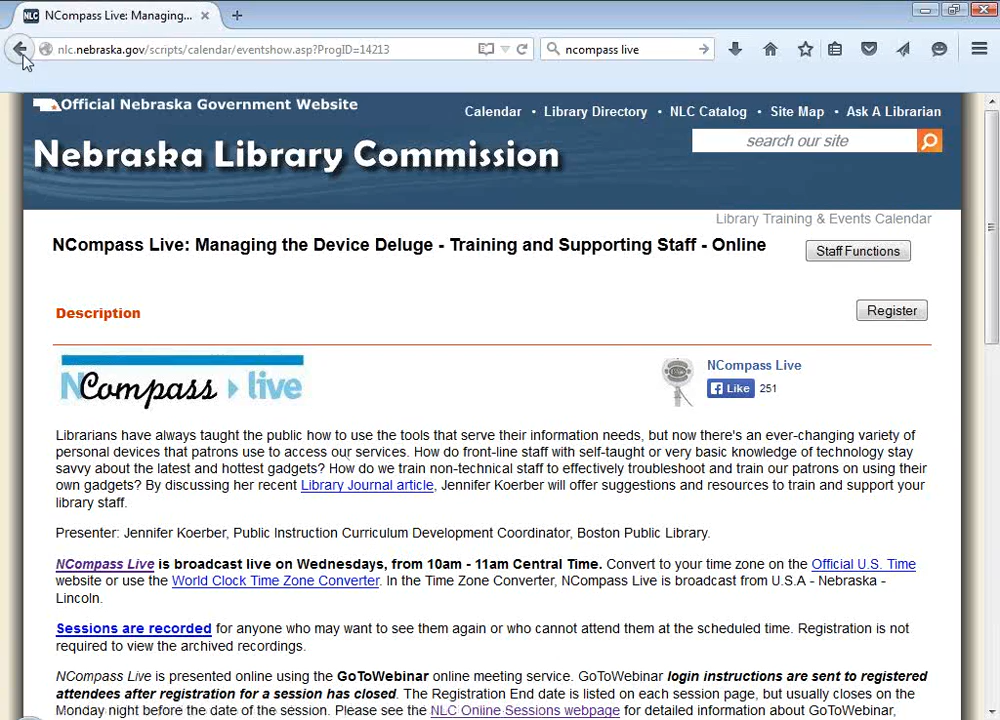 NLC NCompass Live: Managing... × +
nlc.nebraska.gov/scripts/calendar/eventshow.asp?ProgID=14213
ncompass live
Official Nebraska Government Website
Calendar • Library Directory • NLC Catalog • Site Map • Ask A Librarian
Nebraska Library Commission
search our site
Library Training & Events Calendar
NCompass Live: Managing the Device Deluge - Training and Supporting Staff - Online
Staff Functions
Description
Register
NCompass live
NCompass Live
Like 251
Librarians have always taught the public how to use the tools that serve their information needs, but now there's an ever-changing variety of
personal devices that patrons use to access our services. How do front-line staff with self-taught or very basic knowledge of technology stay
savvy about the latest and hottest gadgets? How do we train non-technical staff to effectively troubleshoot and train our patrons on using their
own gadgets? By discussing her recent Library Journal article, Jennifer Koerber will offer suggestions and resources to train and support your
library staff.
Presenter: Jennifer Koerber, Public Instruction Curriculum Development Coordinator, Boston Public Library.
NCompass Live is broadcast live on Wednesdays, from 10am - 11am Central Time. Convert to your time zone on the Official U.S. Time
website or use the World Clock Time Zone Converter. In the Time Zone Converter, NCompass Live is broadcast from U.S.A - Nebraska -
Lincoln.
Sessions are recorded for anyone who may want to see them again or who cannot attend them at the scheduled time. Registration is not
required to view the archived recordings.
NCompass Live is presented online using the GoToWebinar online meeting service. GoToWebinar login instructions are sent to registered
attendees after registration for a session has closed. The Registration End date is listed on each session page, but usually closes on the
Monday night before the date of the session. Please see the NLC Online Sessions webpage for detailed information about GoToWebinar,